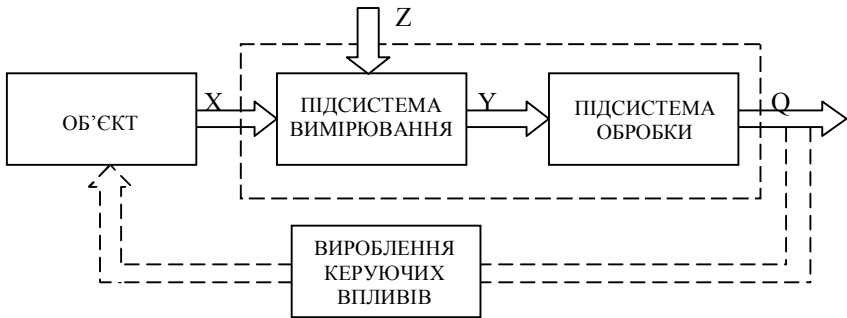 Z
X
Y
Q
ОБ’ЄКТ
ПІДСИСТЕМА
ВИМІРЮВАННЯ
ПІДСИСТЕМА
ОБРОБКИ
ВИРОБЛЕННЯ
КЕРУЮЧИХ
ВПЛИВІВ